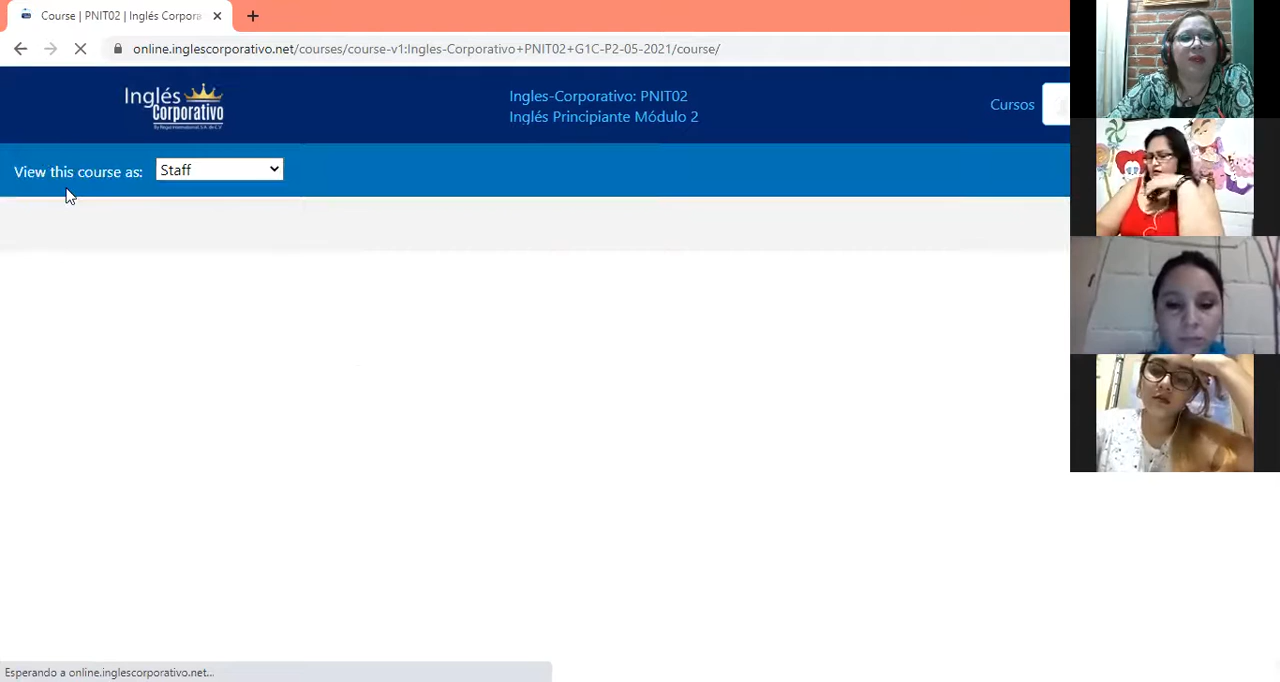 Course | PNIT02 | Inglés Corpora
online.inglescorporativo.net/courses/course-v1:Ingles-Corporativo+PNIT02+G1C-P2-05-2021/course/
Inglés
Corporativo
Ingles-Corporativo: PNIT02
Inglés Principiante Módulo 2
Cursos
View this course as: Staff
Esperando a online.inglescorporativo.net...